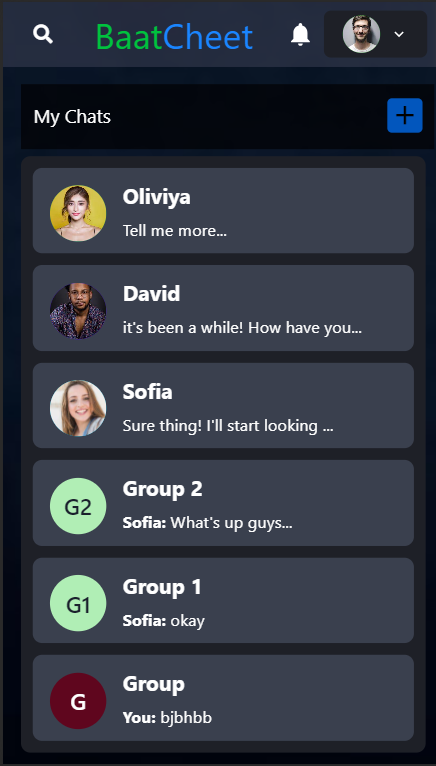 BaatCheet
My Chats
Oliviya
Tell me more...
David
it's been a while! How have you...
Sofia
Sure thing! I'll start looking ...
G2
Group 2
Sofia: What's up guys...
G1
Group 1
Sofia: okay
G
Group
You: bjbhbb